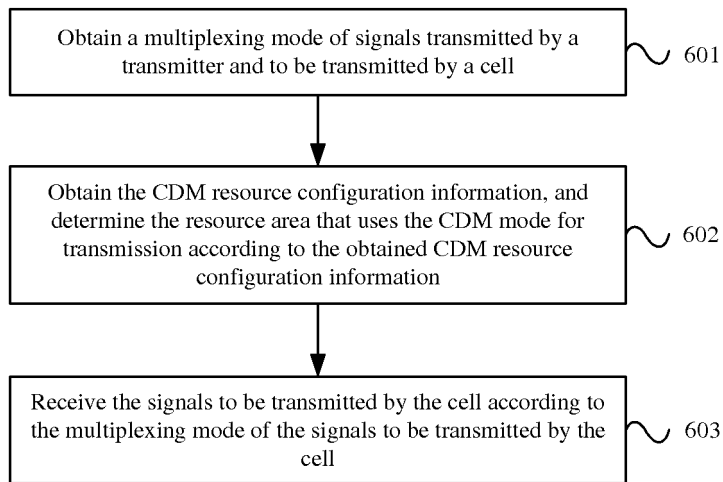 Obtain a multiplexing mode of signals transmitted by a
transmitter and to be transmitted by a cell
601
Obtain the CDM resource configuration information, and
determine the resource area that uses the CDM mode for
transmission according to the obtained CDM resource
configuration information
602
Receive the signals to be transmitted by the cell according to
the multiplexing mode of the signals to be transmitted by the
cell
603